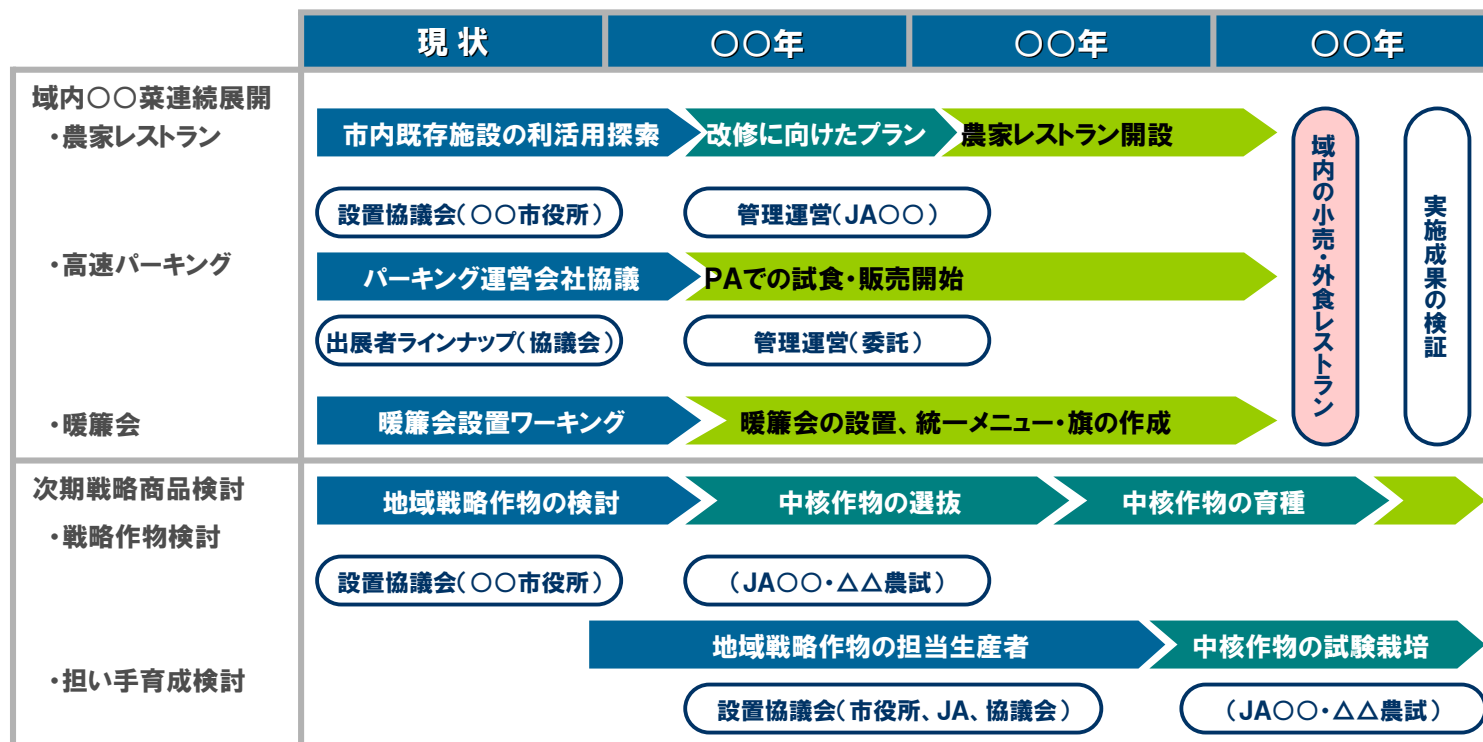 現 状
○○年
○○年
○○年
域内○○菜連続展開
・農家レストラン
市内既存施設の利活用探索
改修に向けたプラン
農家レストラン開設
設置協議会(○○市役所)
管理運営(JA○○)
・高速パーキング
パーキング運営会社協議
PAでの試食・販売開始
出展者ラインナップ(協議会)
管理運営(委託)
・暖簾会
暖簾会設置ワーキング
暖簾会の設置、統一メニュー・旗の作成
域内の小売・外食レストラン
実施成果の検証
次期戦略商品検討
・戦略作物検討
地域戦略作物の検討
中核作物の選抜
中核作物の育種
設置協議会(○○市役所)
(JA○○・△△農試)
・担い手育成検討
地域戦略作物の担当生産者
中核作物の試験栽培
設置協議会(市役所、JA、協議会)
(JA○○・△△農試)